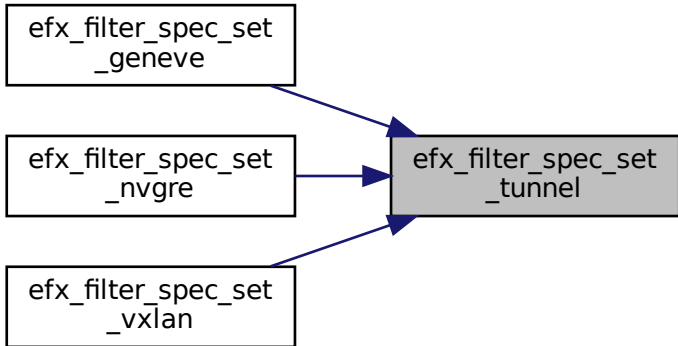 efx_filter_spec_set
_geneve
efx_filter_spec_set
_nvgre
efx_filter_spec_set
_tunnel
efx_filter_spec_set
_vxlan